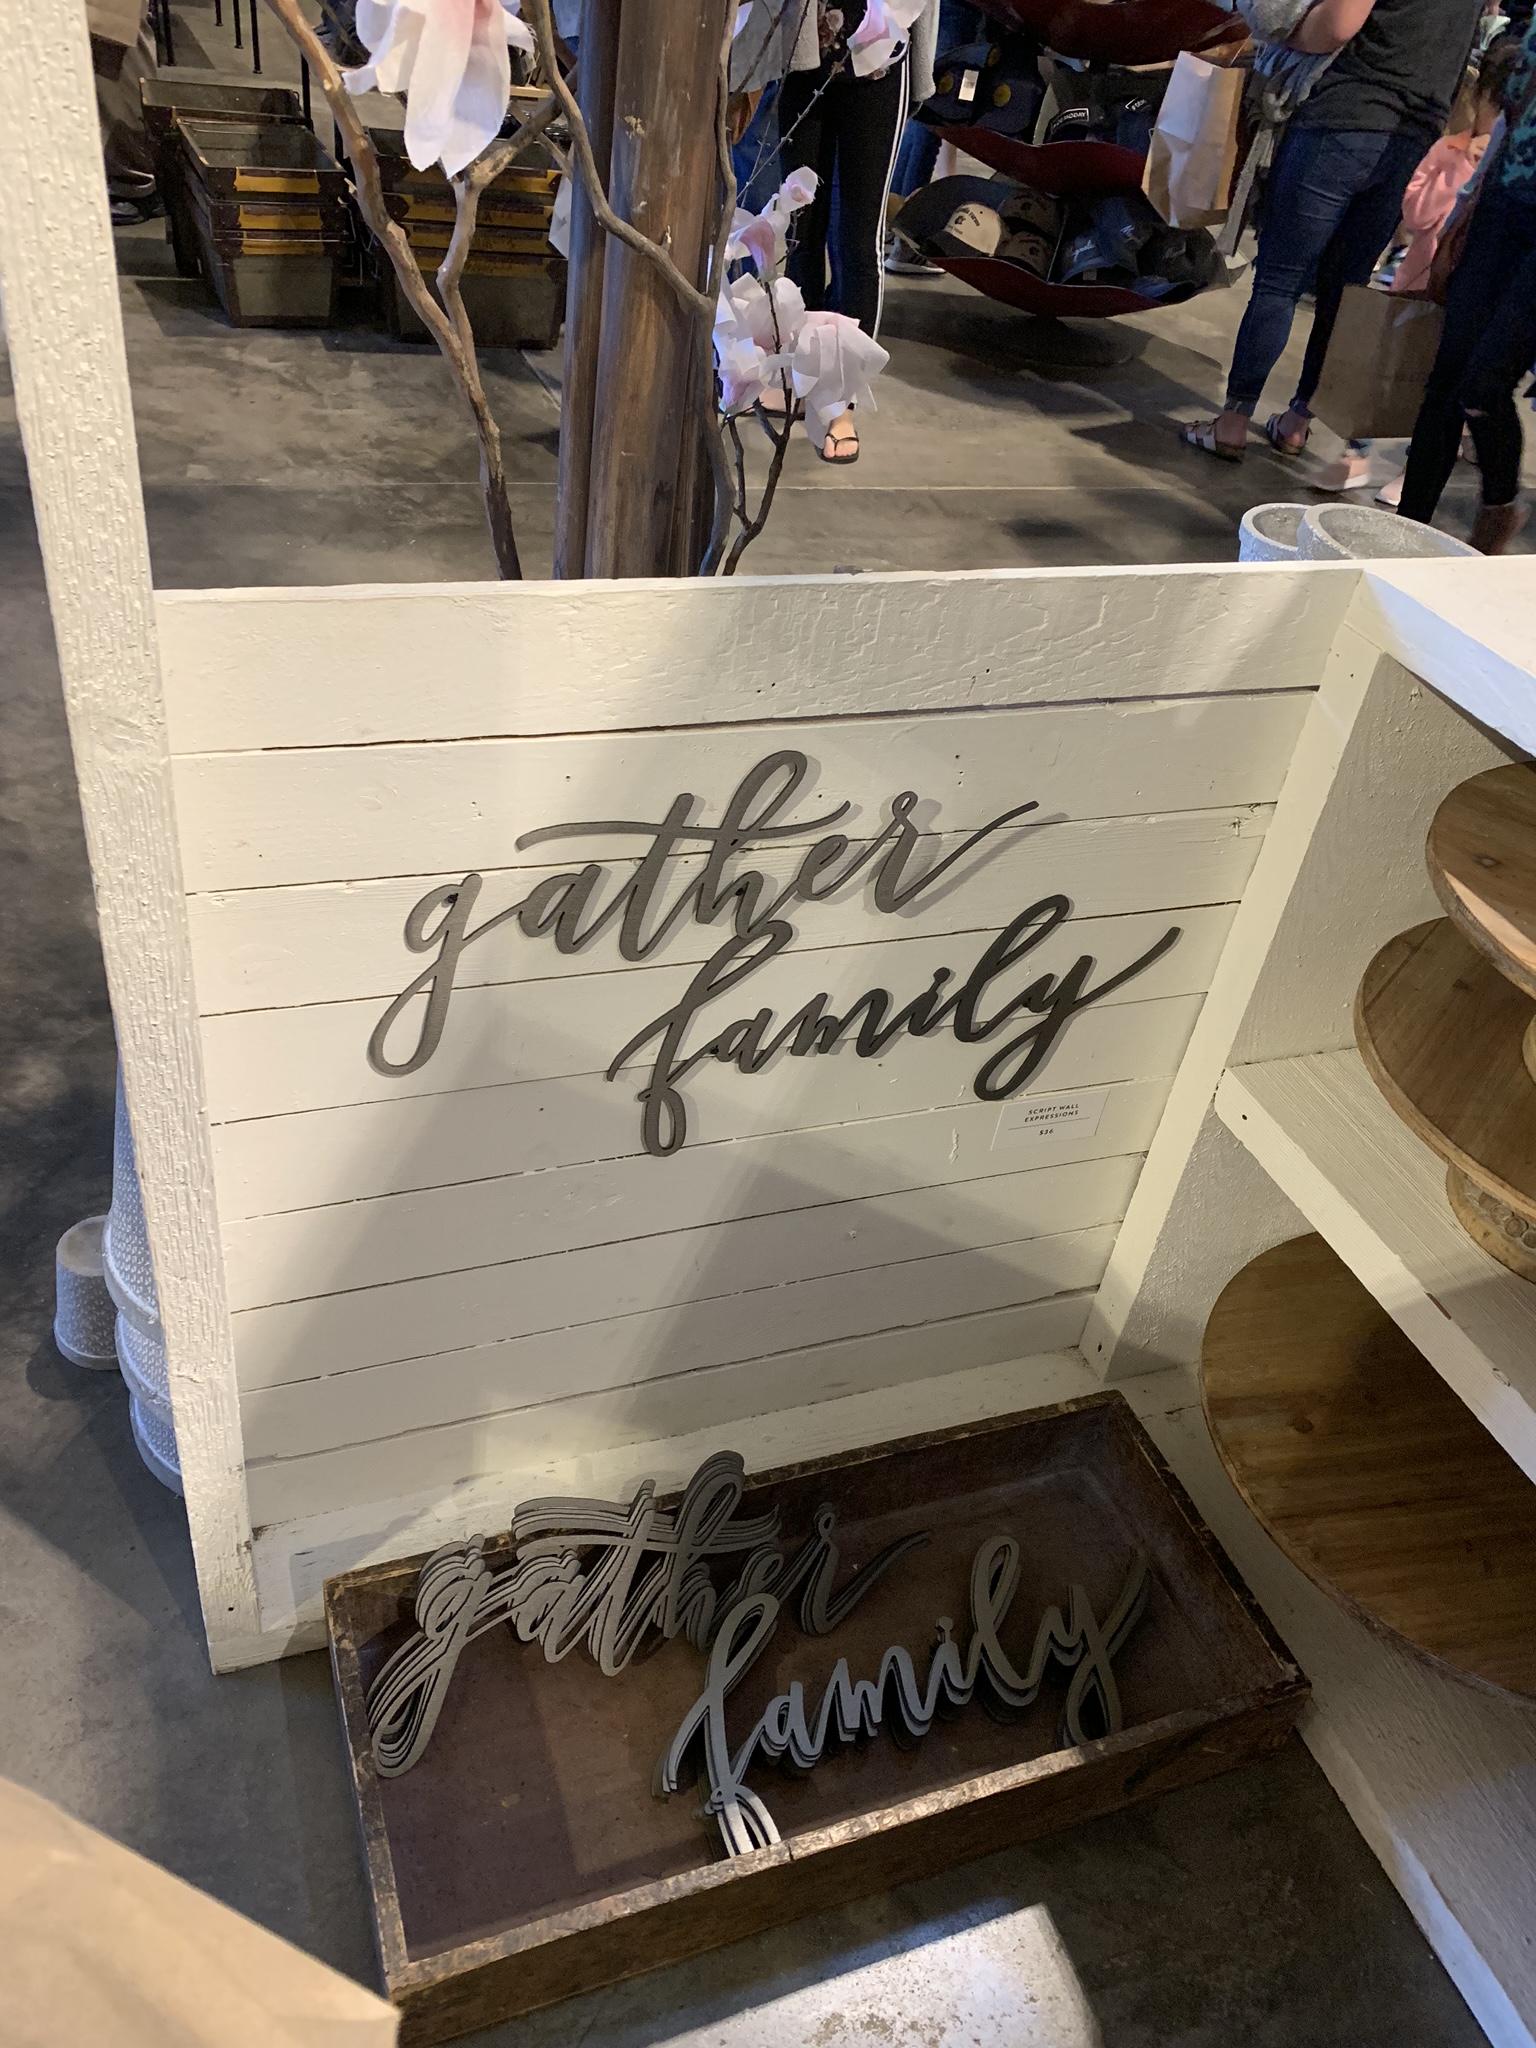 gather
family
SCRIPT WALL
EXPRESSIONS
$36
gather
family